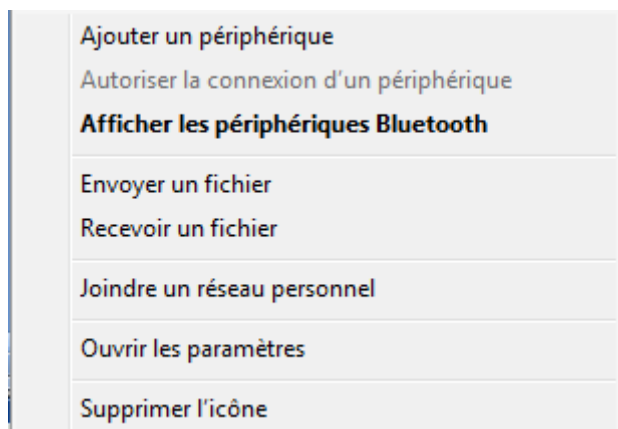 Ajouter un périphérique
Autoriser la connexion d’un périphérique
Afficher les périphériques Bluetooth
Envoyer un fichier
Recevoir un fichier
Joindre un réseau personnel
Ouvrir les paramètres
Supprimer l’icône